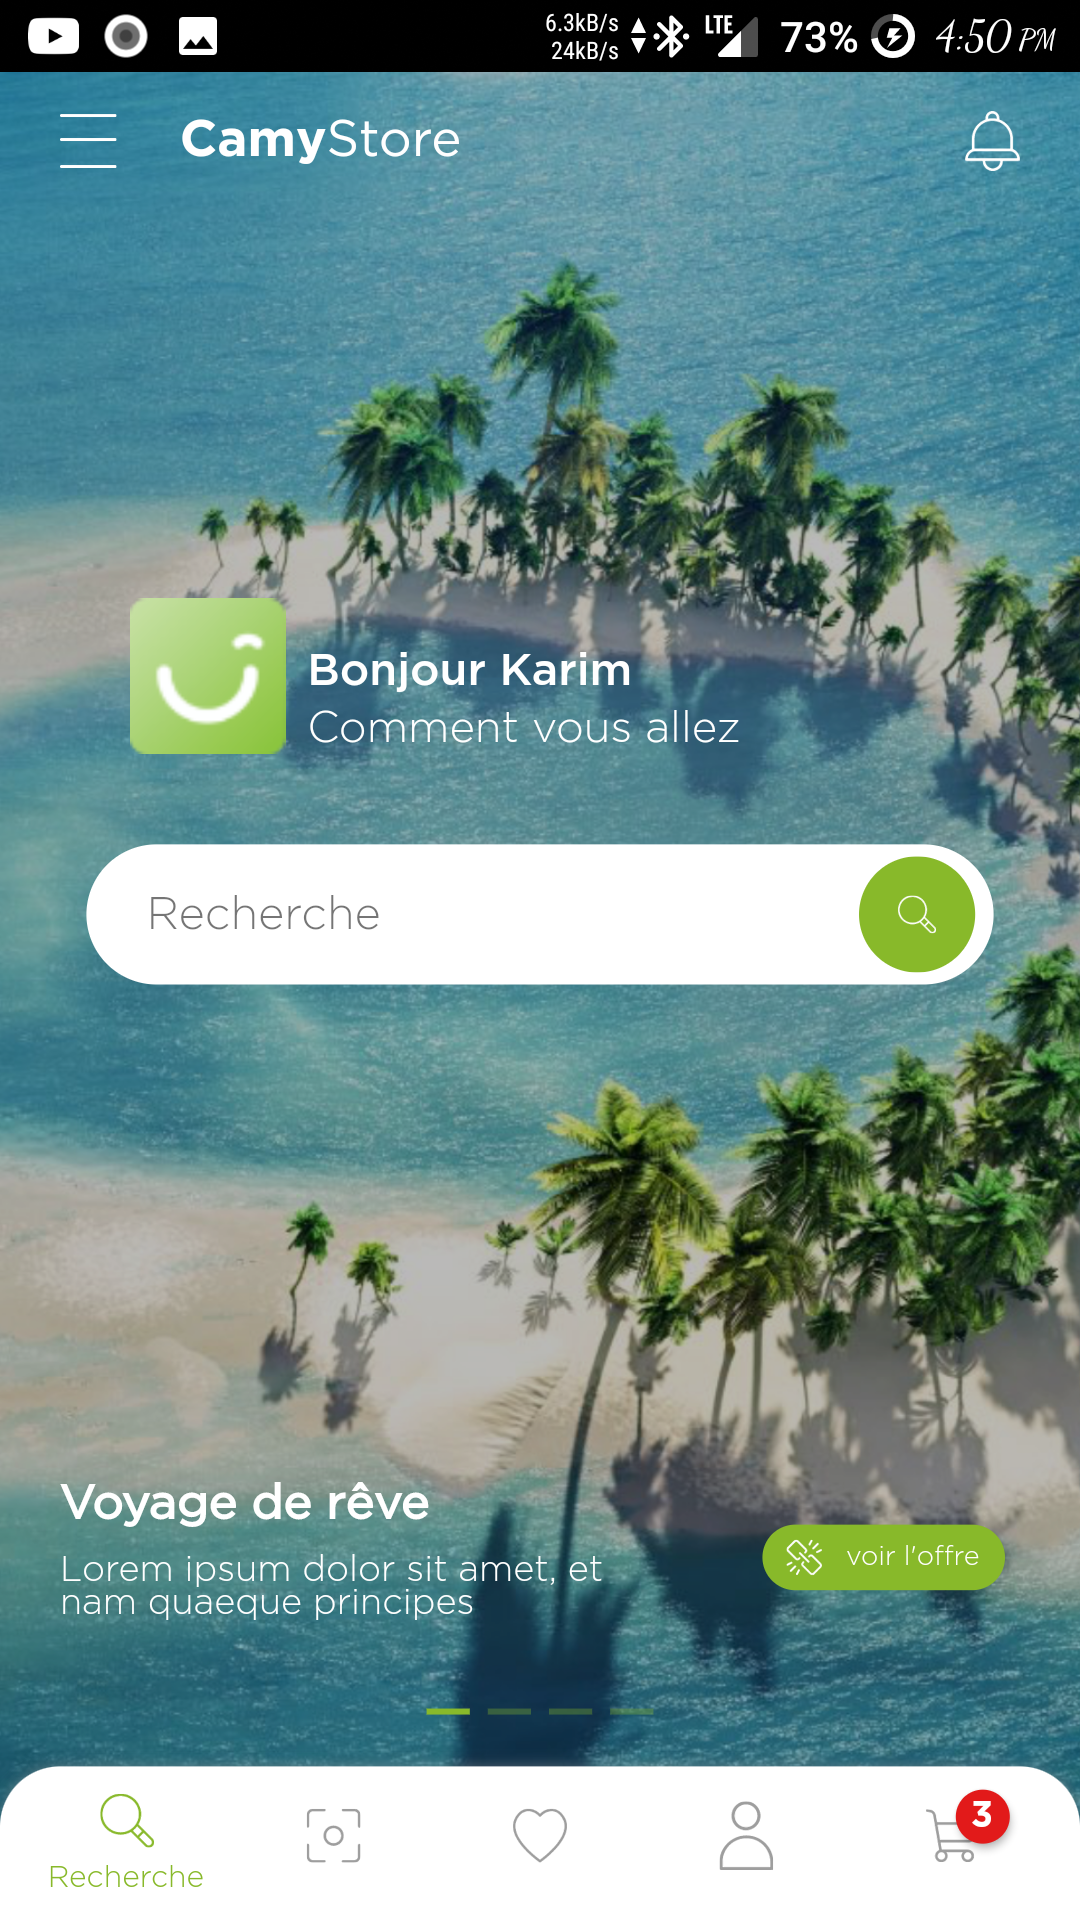 6.3kB/s
24kB/s
LTE
73%
4:50 PM
CamyStore
Bonjour Karim
Comment vous allez
Recherche
Voyage de rêve
Lorem ipsum dolor sit amet, et
nam quaeque principes
voir l'offre
3
Recherche